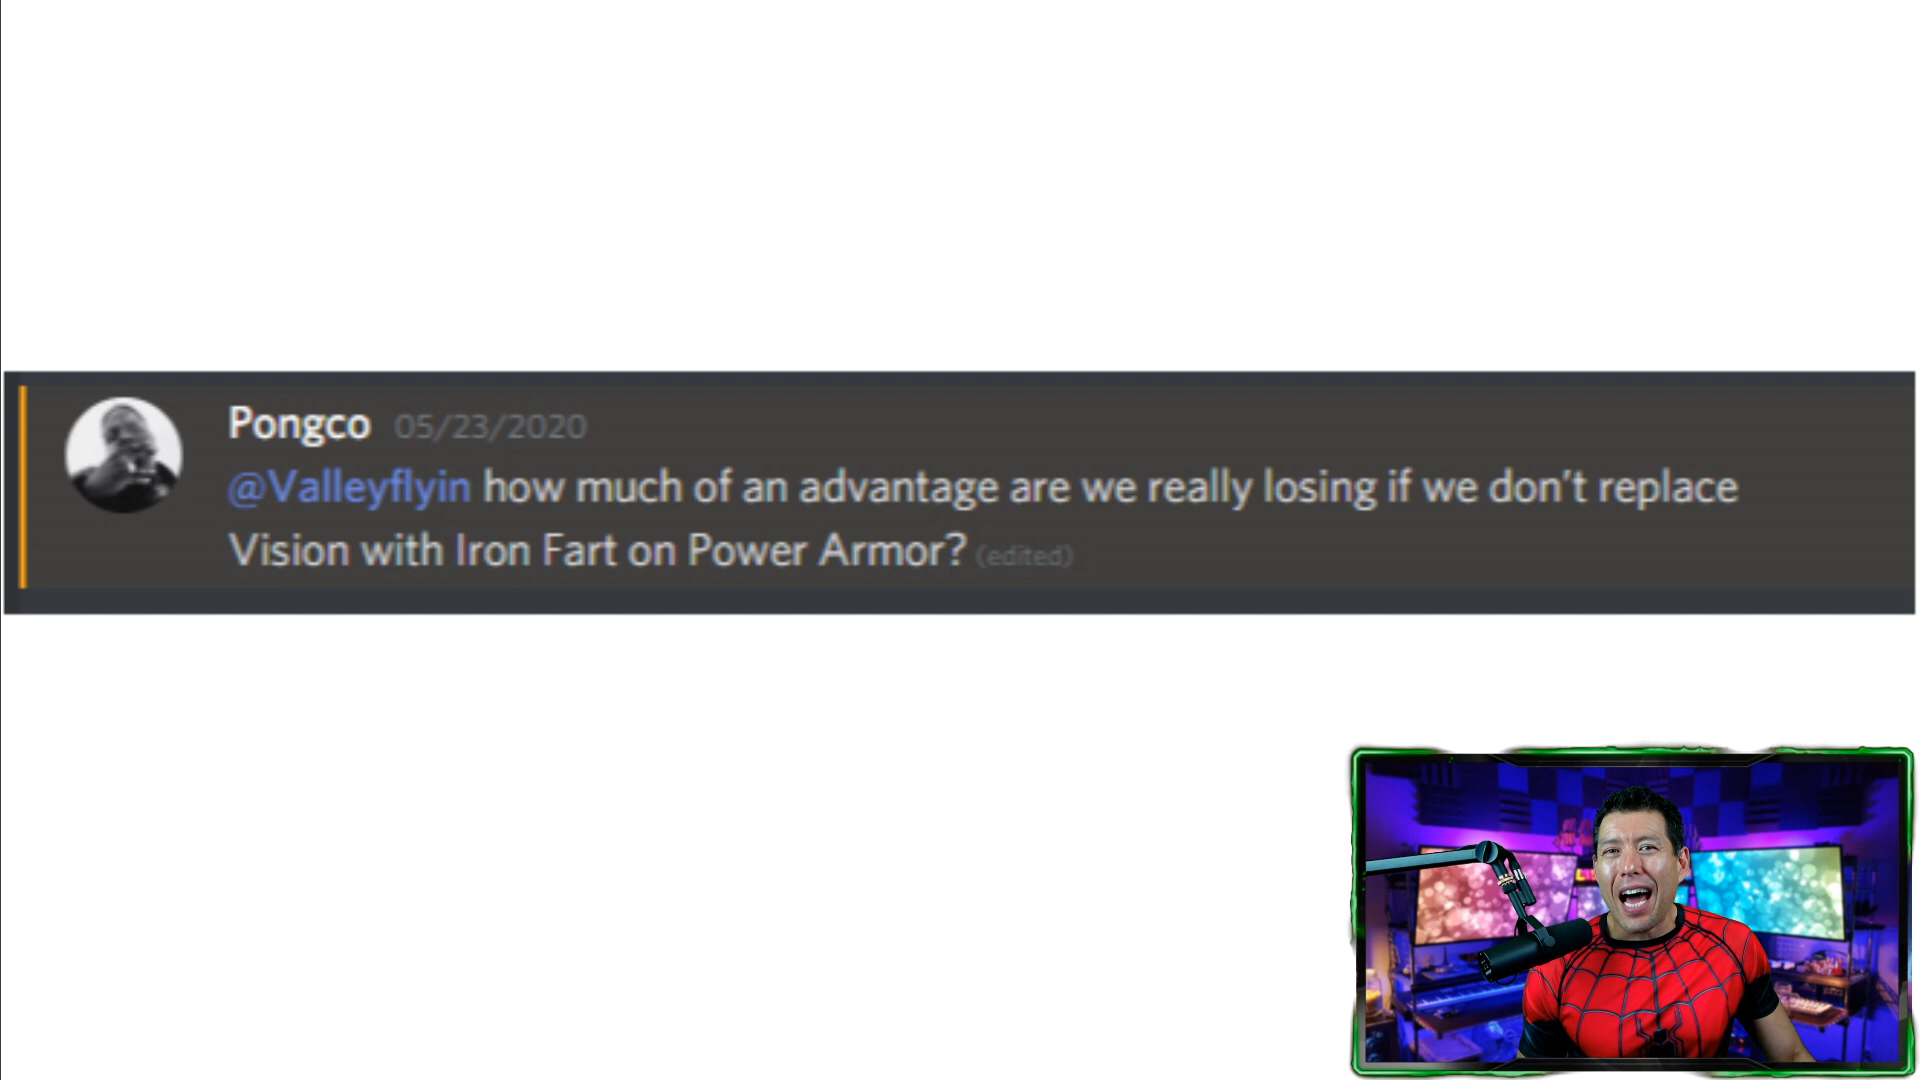 Pongco 05/23/2020
@Valleyflyin how much of an advantage are we really losing if we don't replace
Vision with Iron Fart on Power Armor? (edited)